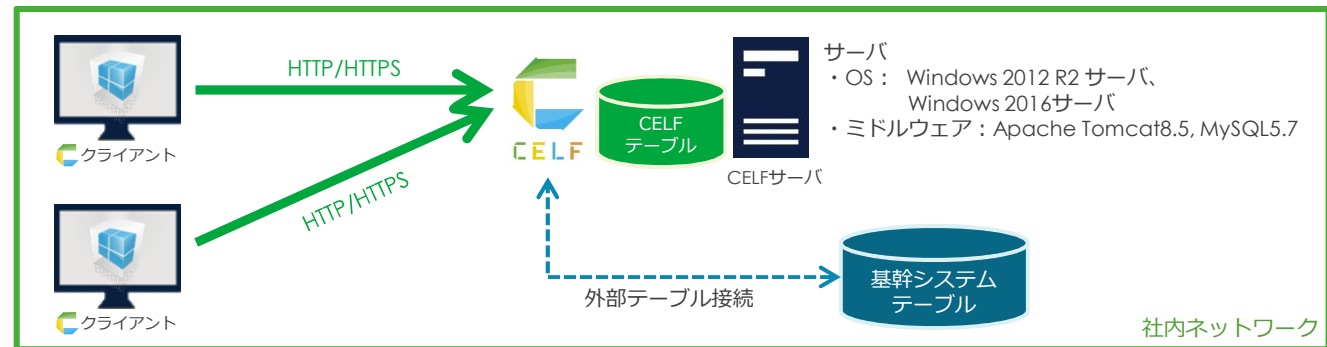 HTTP/HTTPS
クライアント
HTTP/HTTPS
クライアント
CELF
CELF
テーブル
CELFサーバ
サーバ
・OS： Windows 2012 R2 サーバ、
Windows 2016サーバ
・ミドルウェア：Apache Tomcat8.5, MySQL5.7
外部テーブル接続
基幹システム
テーブル
社内ネットワーク